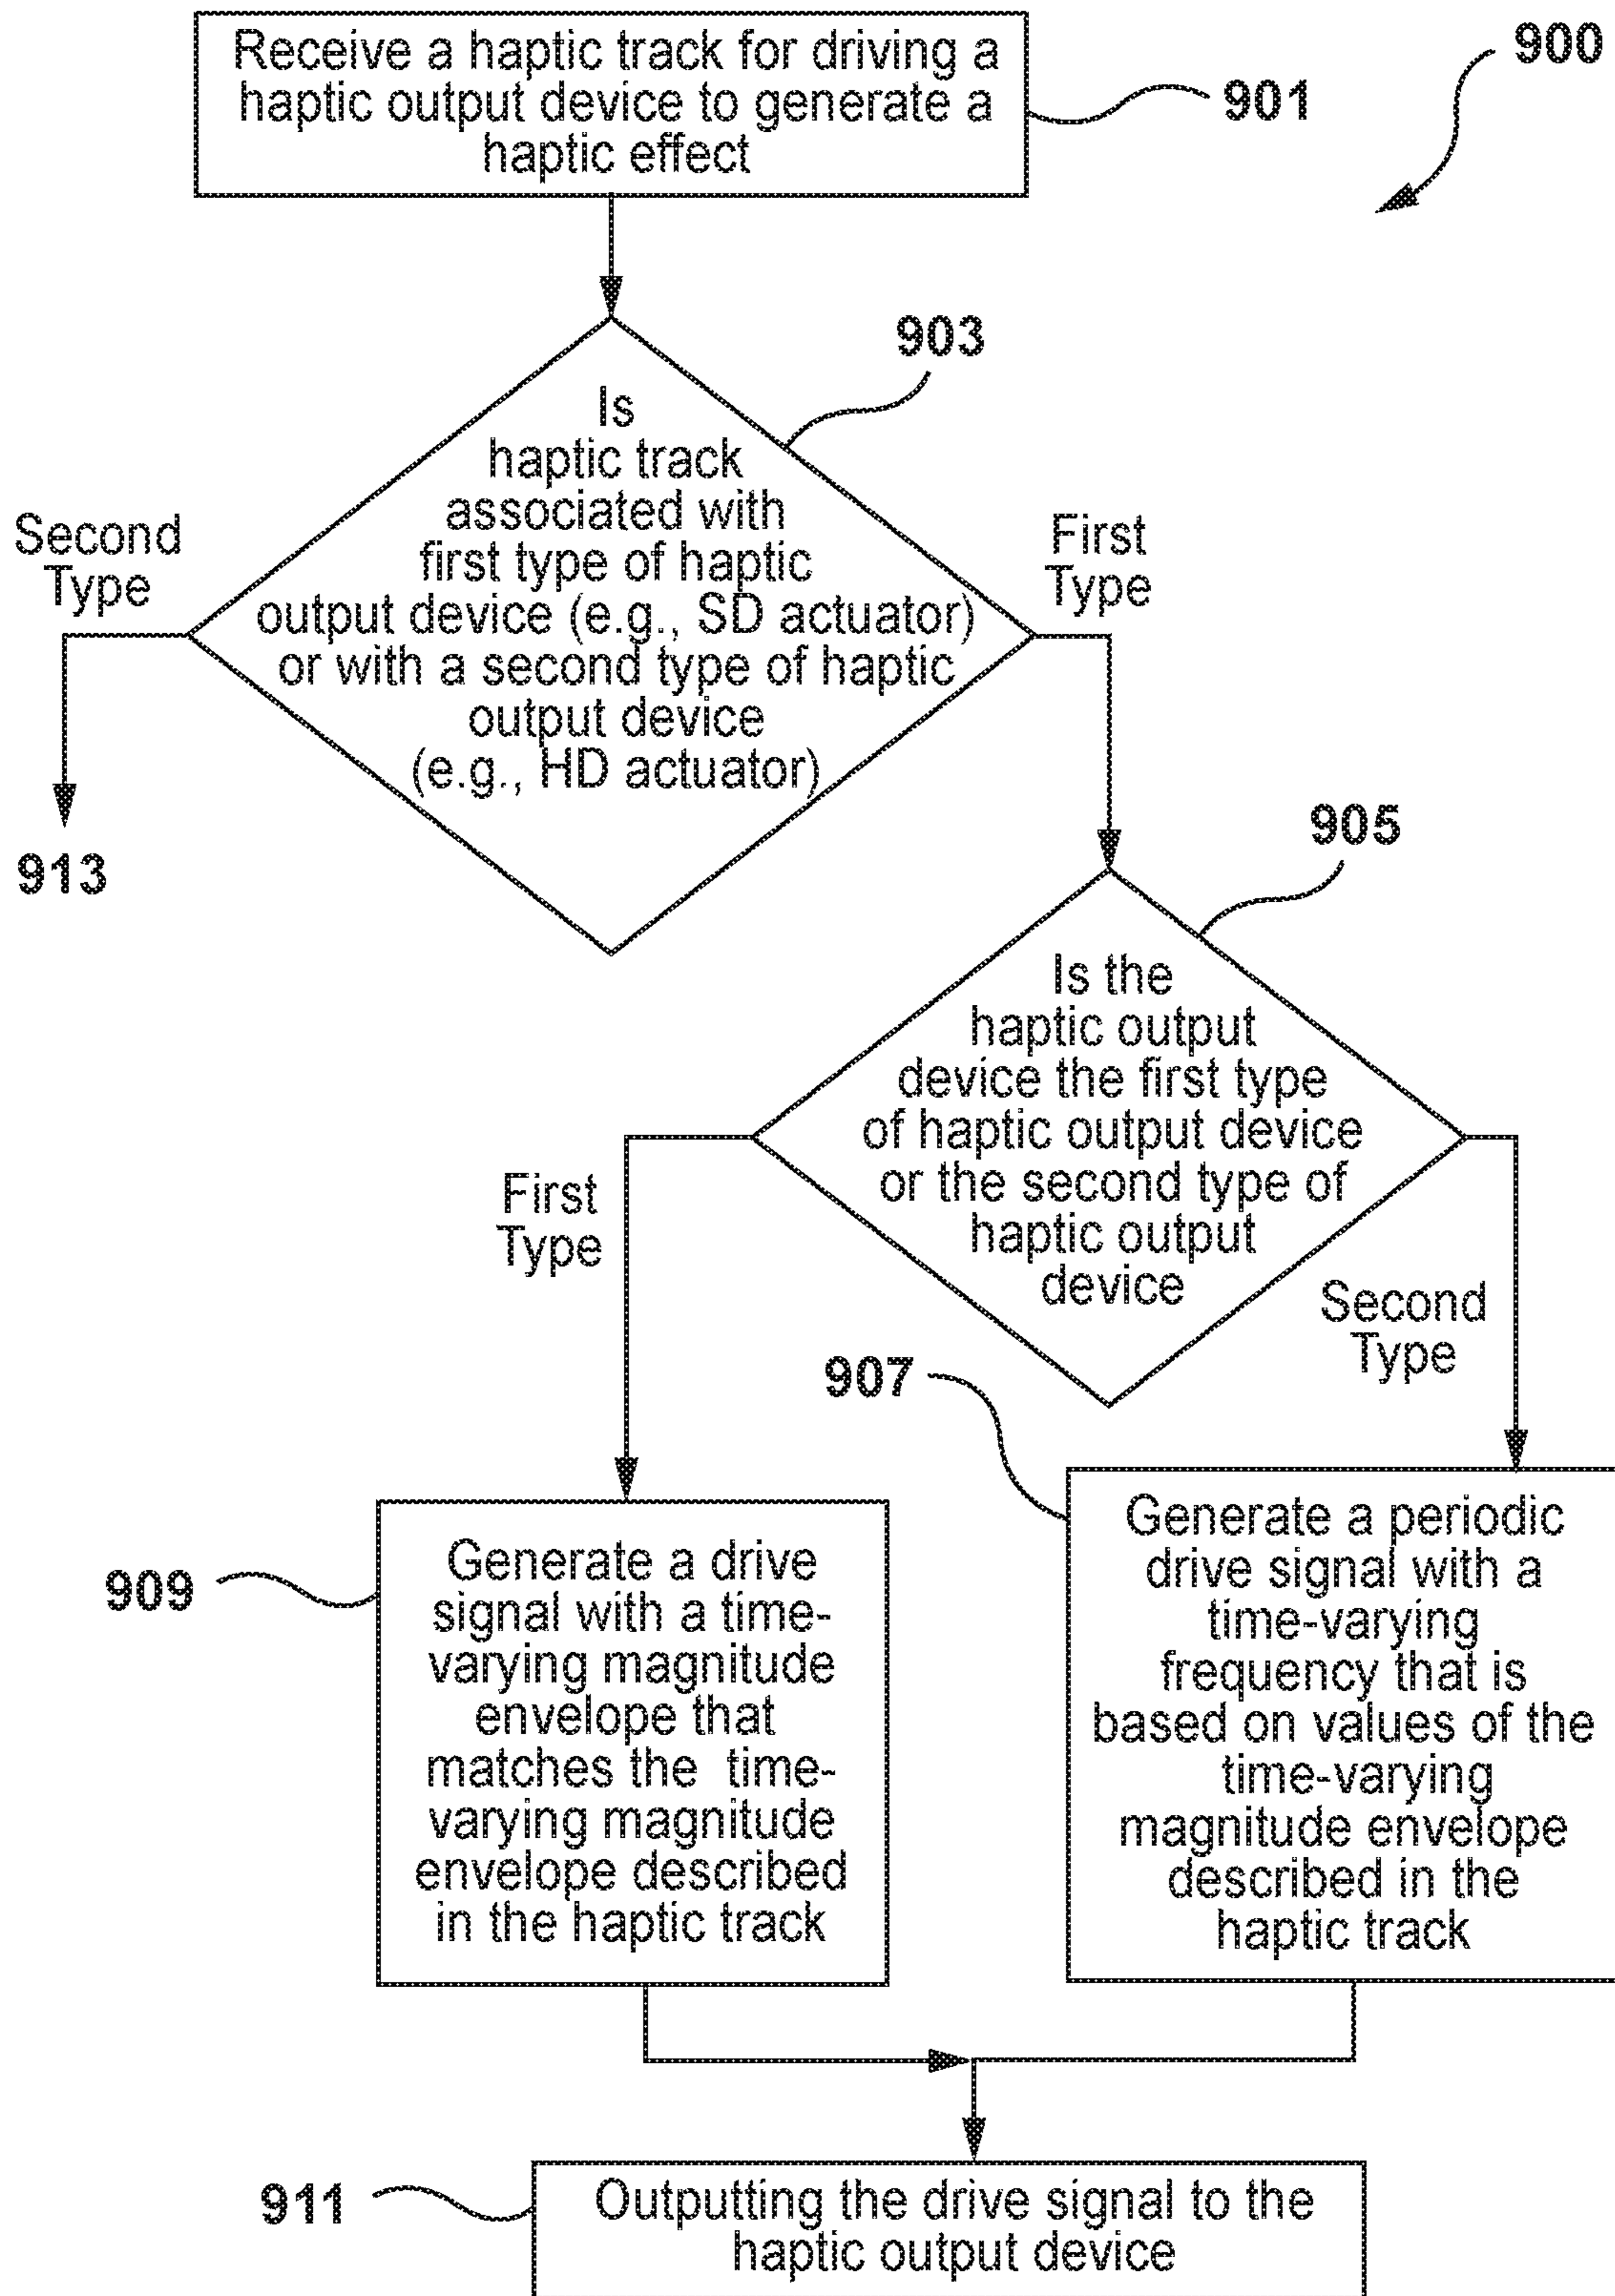 Receive a haptic track for driving a
haptic output device to generate a
haptic effect
901
900
903
Is
haptic track
associated with
first type of haptic
output device (e.g., SD actuator)
or with a second type of haptic
output device
(e.g., HD actuator)
Second
Type
First
Type
913
905
Is the
haptic output
device the first type
of haptic output device
or the second type of
haptic output
device
First
Type
Second
Type
907
909
Generate a drive
signal with a time-
varying magnitude
envelope that
matches the time-
varying magnitude
envelope described
in the haptic track
Generate a periodic
drive signal with a
time-varying
frequency that is
based on values of the
time-varying
magnitude envelope
described in the
haptic track
911
Outputting the drive signal to the
haptic output device